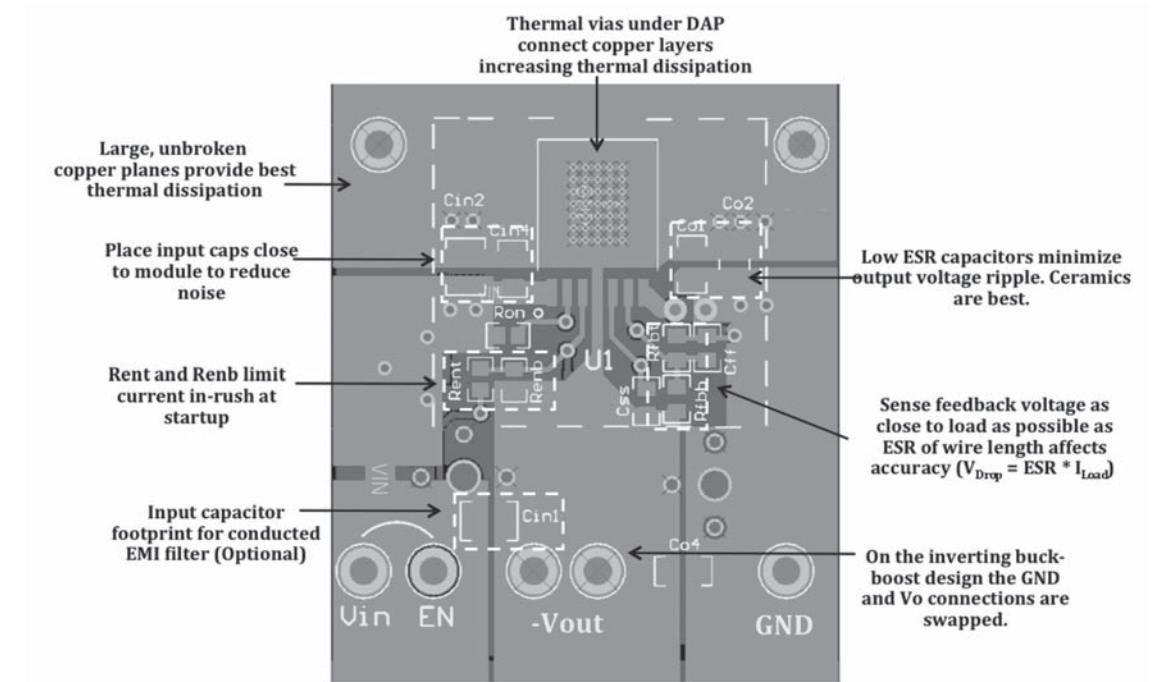 Thermal vias under DAP
connect copper layers
increasing thermal dissipation
Large, unbroken
copper planes provide best
thermal dissipation
Place input caps close
to module to reduce
noise
Rent and Renb limit
current in-rush at
startup
Input capacitor
footprint for conducted
EMI filter (Optional)
Low ESR capacitors minimize
output voltage ripple. Ceramics
are best.
Sense feedback voltage as
close to load as possible as
ESR of wire length affects
accuracy (VDrop = ESR * ILoad)
On the inverting buck-
boost design the GND
and Vo connections are
swapped.
Cin2
Cin4
Co1
Co2
Ron
U1
Rent
Renb
Rfbt
Cff
Css
Rfbb
VIN
Cin1
Co4
Vin
EN
-Vout
GND